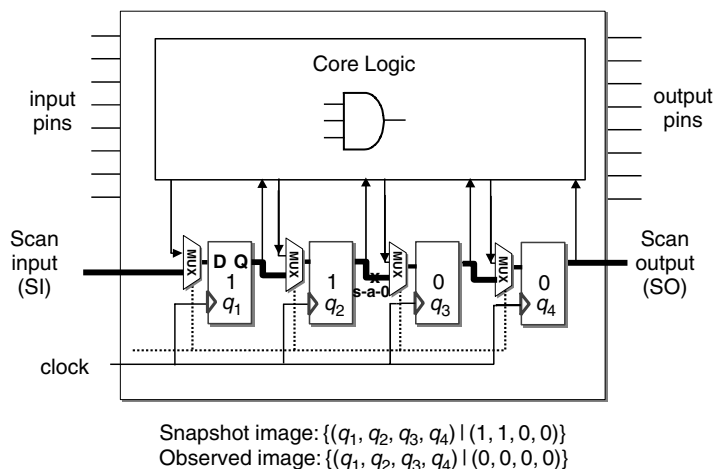 Core Logic
input
pins
output
pins
Scan
input
(SI)
MUX
D Q
1
q1
MUX
1
q2
x
s-a-0
MUX
0
q3
MUX
0
q4
Scan
output
(SO)
clock
Snapshot image: {(q1, q2, q3, q4) | (1, 1, 0, 0)}
Observed image: {(q1, q2, q3, q4) | (0, 0, 0, 0)}